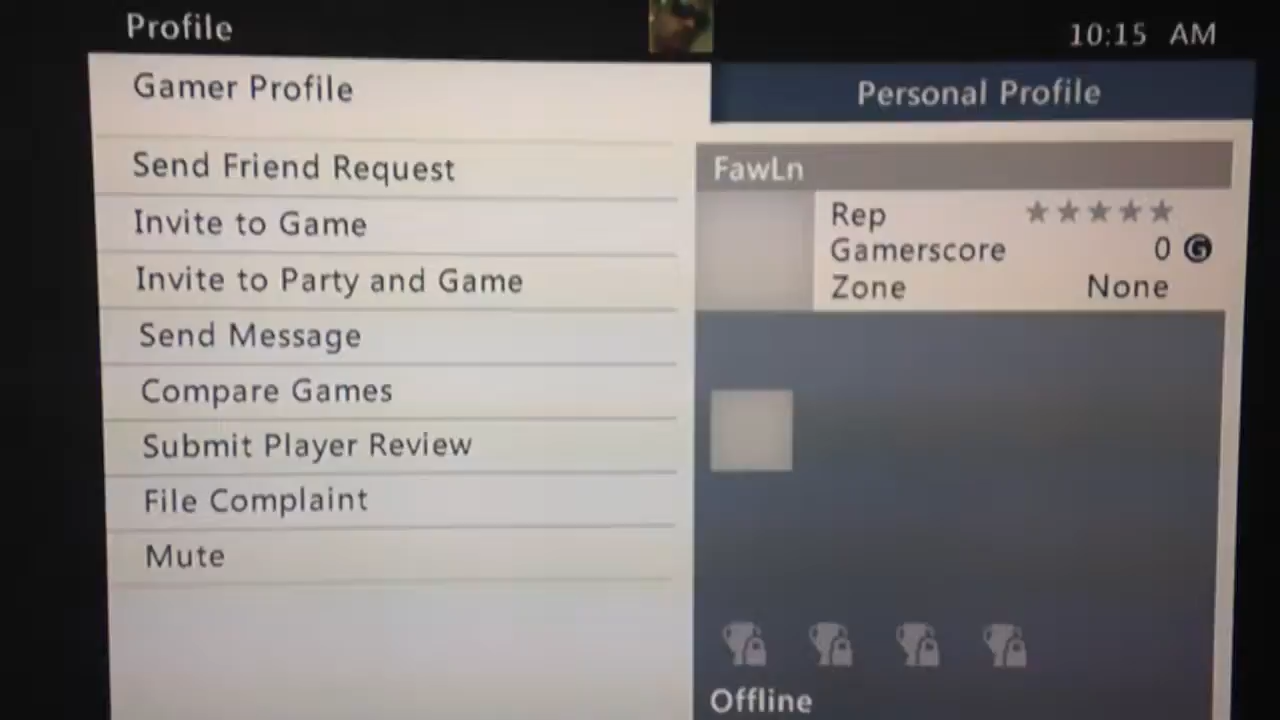 Profile
10:15 AM
Gamer Profile
Send Friend Request
Invite to Game
Invite to Party and Game
Send Message
Compare Games
Submit Player Review
File Complaint
Mute
Personal Profile
FawLn
Rep
Gamerscore 0 G
Zone None
Offline